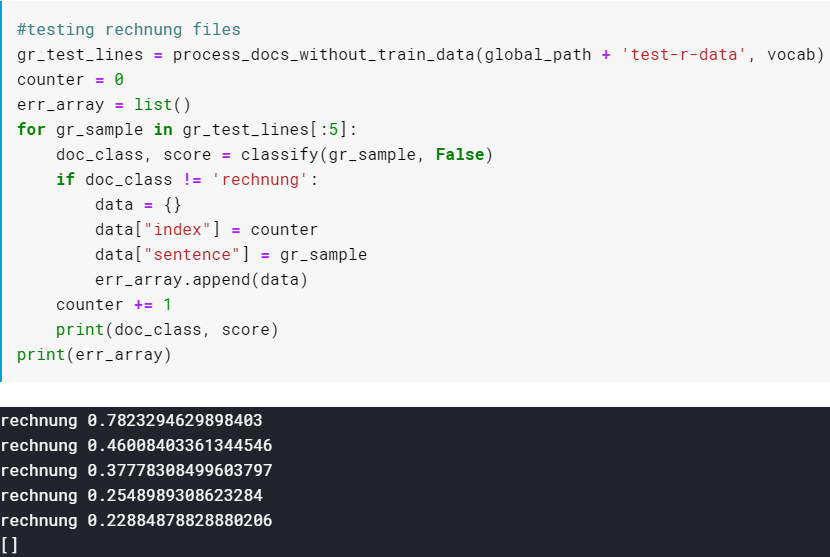 #testing rechnung files
gr_test_lines = process_docs_without_train_data(global_path + 'test-r-data', vocab)
counter = 0
err_array = list()
for gr_sample in gr_test_lines[:5]:
    doc_class, score = classify(gr_sample, False)
    if doc_class != 'rechnung':
        data = {}
        data["index"] = counter
        data["sentence"] = gr_sample
        err_array.append(data)
    counter += 1
    print(doc_class, score)
print(err_array)
rechnung 0.7823294629898403
rechnung 0.46008403361344546
rechnung 0.37778308499603797
rechnung 0.2548989308623284
rechnung 0.22884878828880206
[]